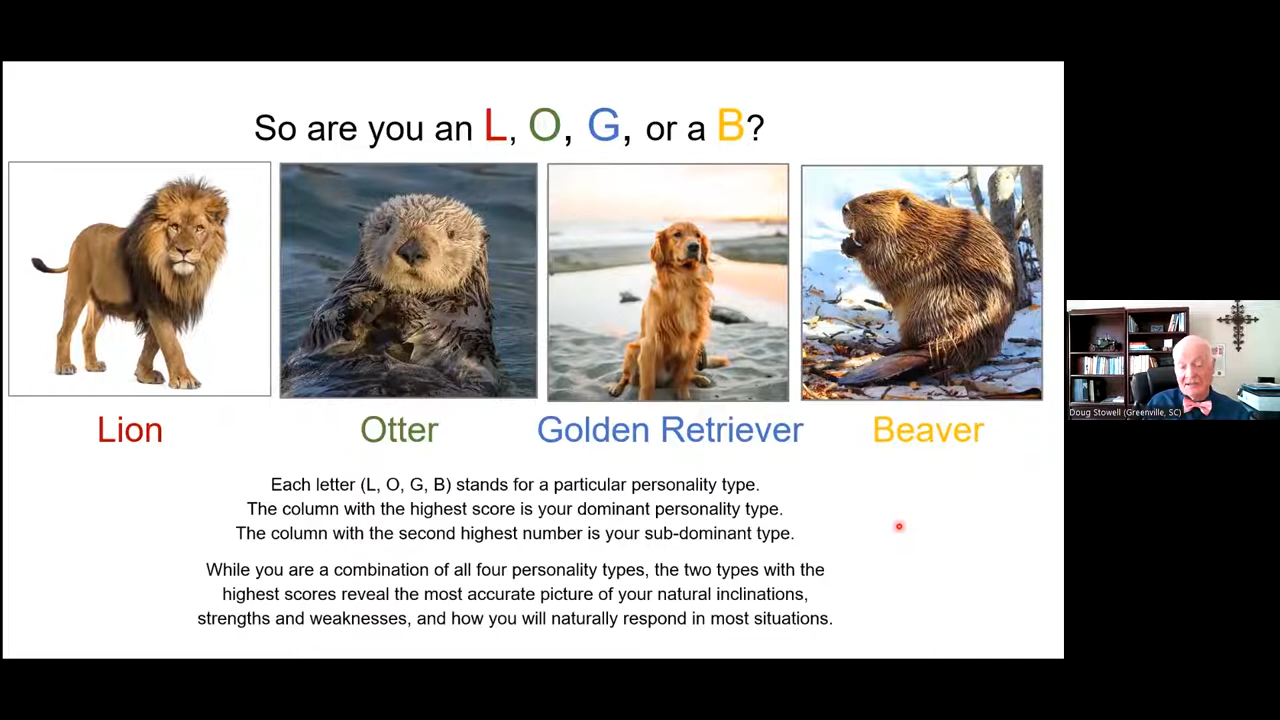 So are you an L, O, G, or a B?
Lion
Otter
Golden Retriever
Beaver
Each letter (L, O, G, B) stands for a particular personality type.
The column with the highest score is your dominant personality type.
The column with the second highest number is your sub-dominant type.
While you are a combination of all four personality types, the two types with the
highest scores reveal the most accurate picture of your natural inclinations,
strengths and weaknesses, and how you will naturally respond in most situations.
Doug Stowell (Greenville, SC)